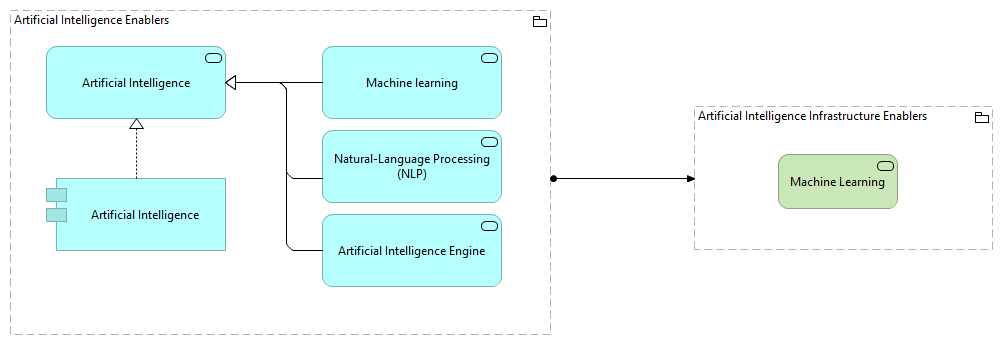 Artificial Intelligence Enablers
Artificial Intelligence
Machine learning
Natural-Language Processing
(NLP)
Artificial Intelligence
Artificial Intelligence Engine
Artificial Intelligence Infrastructure Enablers
Machine Learning